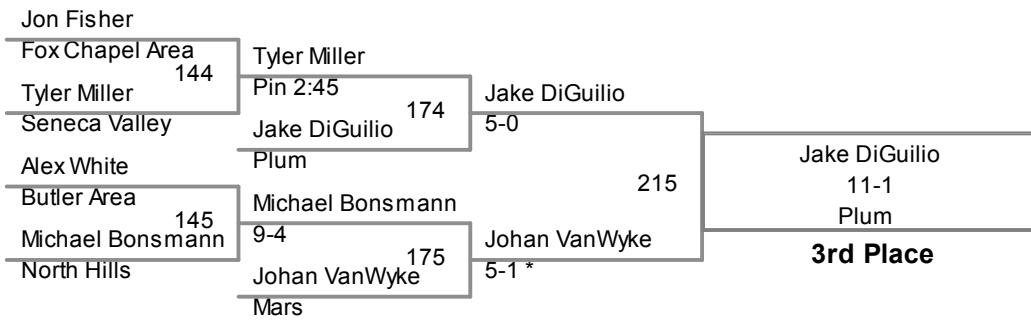 Jon Fisher
Fox Chapel Area
144
Tyler Miller
Seneca Valley
Alex White
Butler Area
145
Michael Bonsmann
North Hills
Tyler Miller
Pin 2:45
174
Jake DiGuilio
Plum
Michael Bonsmann
9-4
175
Johan VanWyke
Mars
Jake DiGuilio
5-0
215
Johan VanWyke
5-1 *
Jake DiGuilio
11-1
Plum
3rd Place